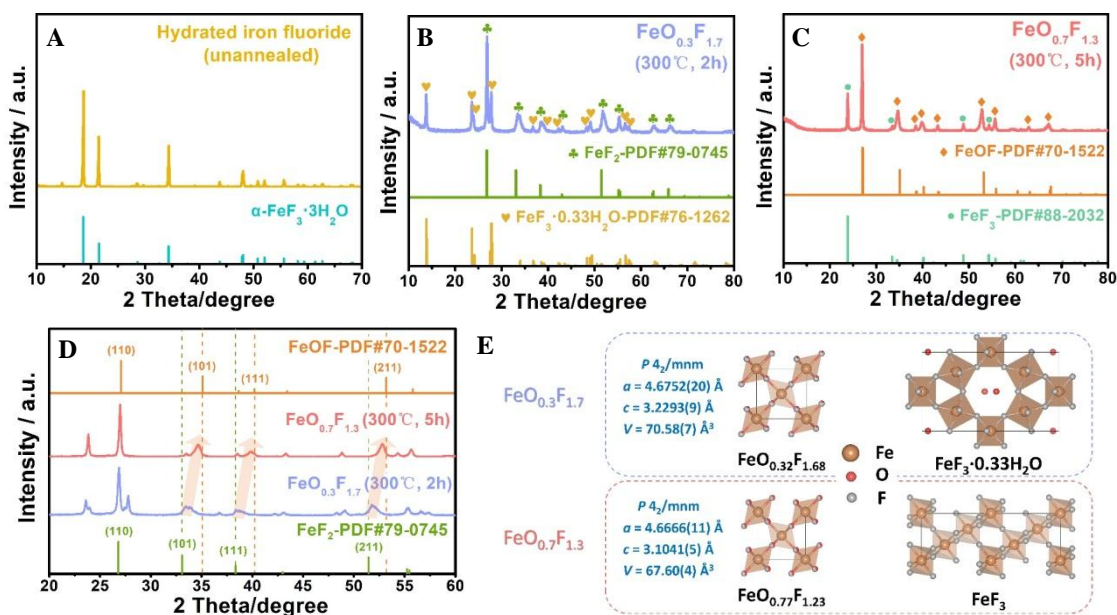 A
Hydrated iron fluoride
(unannealed)
α-FeF₃·3H₂O
Intensity / a.u.
10 20 30 40 50 60 70
2 Theta/degree
B
FeO₀.₃F₁.₇
(300℃, 2h)
♣ FeF₂-PDF#79-0745
♥ FeF₃·0.33H₂O-PDF#76-1262
Intensity / a.u.
10 20 30 40 50 60 70 80
2 Theta/degree
C
FeO₀.₇F₁.₃
(300℃, 5h)
♦ FeOF-PDF#70-1522
● FeF₃-PDF#88-2032
Intensity / a.u.
10 20 30 40 50 60 70 80
2 Theta/degree
D
FeOF-PDF#70-1522
(110) (101) (111) (211)
FeO₀.₇F₁.₃ (300℃, 5h)
FeO₀.₃F₁.₇ (300℃, 2h)
FeF₂-PDF#79-0745
(110) (101) (111) (211)
Intensity / a.u.
20 25 30 35 40 45 50 55 60
2 Theta/degree
E
FeO₀.₃F₁.₇
P 4₂/mnm
a = 4.6752(20) Å
c = 3.2293(9) Å
V = 70.58(7) Å³
FeO₀.₃₂F₁.₆₈
FeF₃·0.33H₂O
Fe
O
F
FeO₀.₇F₁.₃
P 4₂/mnm
a = 4.6666(11) Å
c = 3.1041(5) Å
V = 67.60(4) Å³
FeO₀.₇₇F₁.₂₃
FeF₃